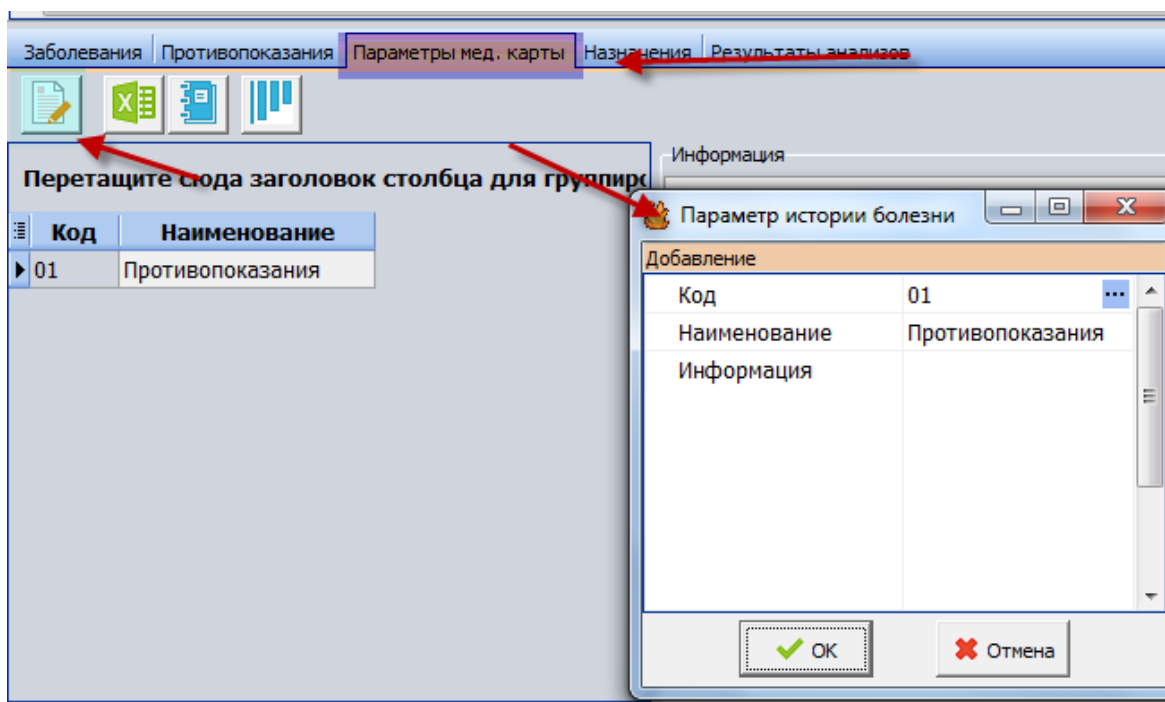 Заболевания Противопоказания Параметры мед. карты Назначения Результаты анализов
Перетащите сюда заголовок столбца для группиро
Информация
Код Наименование
01 Противопоказания
Параметр истории болезни
Добавление
Код 01 ...
Наименование Противопоказания
Информация
ОК Отмена